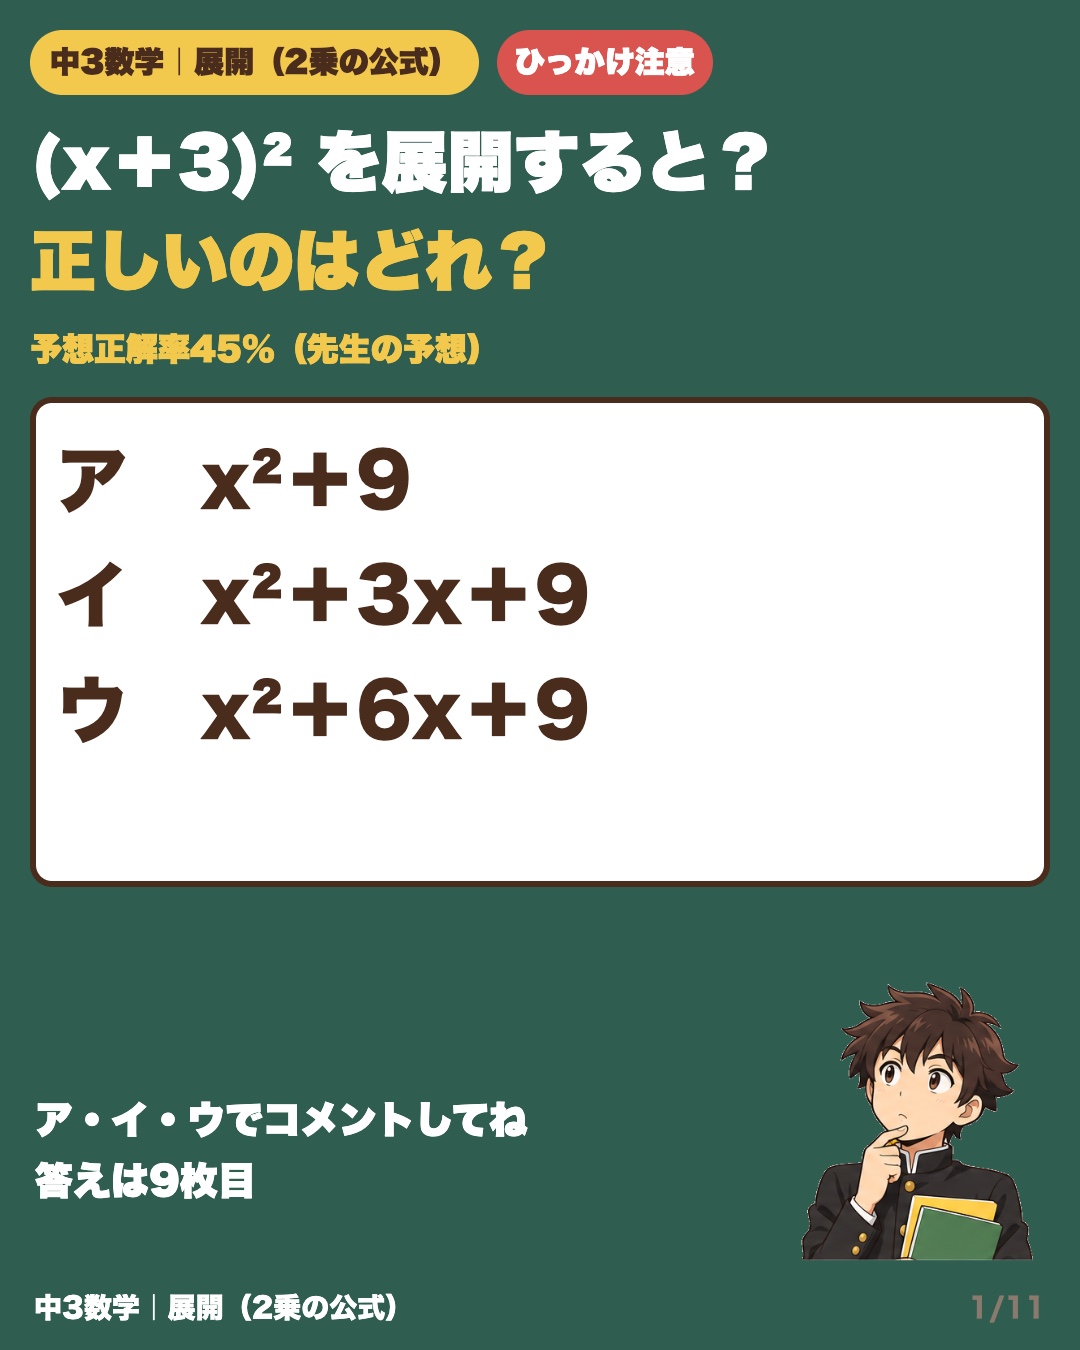 中3数学｜展開（2乗の公式）
ひっかけ注意
(x＋3)² を展開すると？
正しいのはどれ？
予想正解率45%（先生の予想）
ア　x²＋9
イ　x²＋3x＋9
ウ　x²＋6x＋9
ア・イ・ウでコメントしてね
答えは9枚目
中3数学｜展開（2乗の公式）
1/11